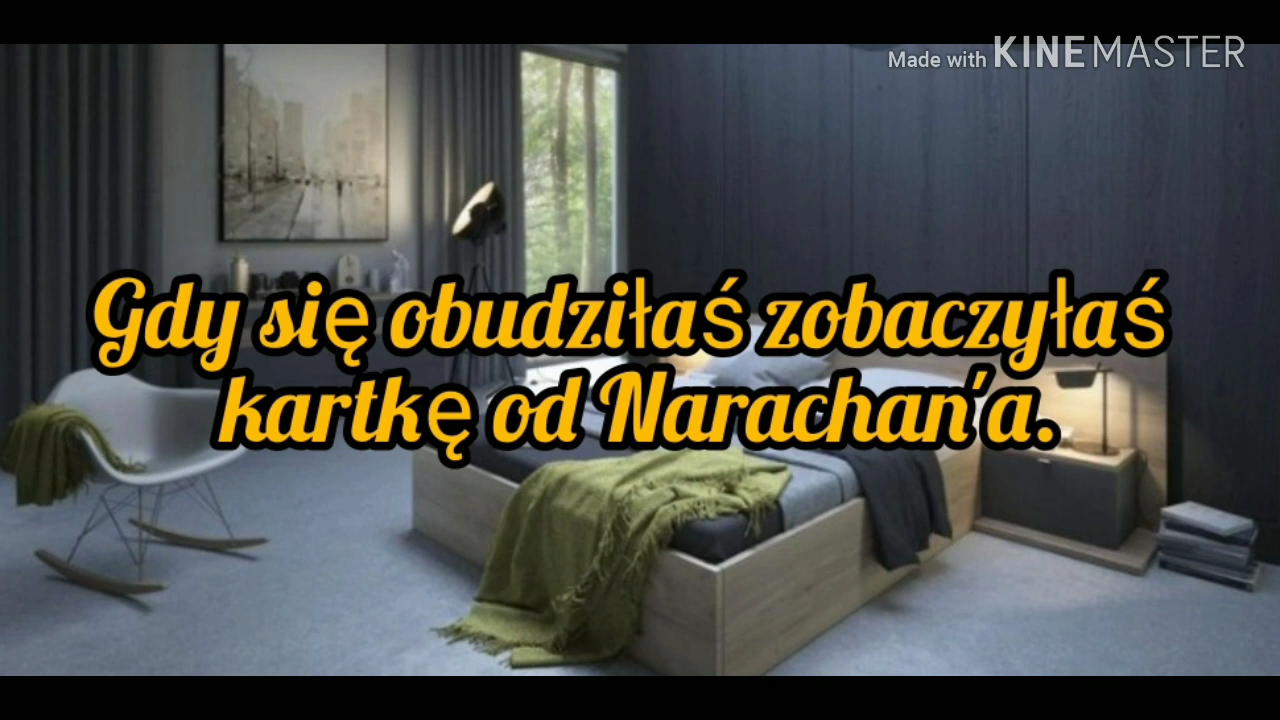 Made with KINEMASTER
Gdy się obudziłaś zobaczyłaś
kartkę od Narachan'a.